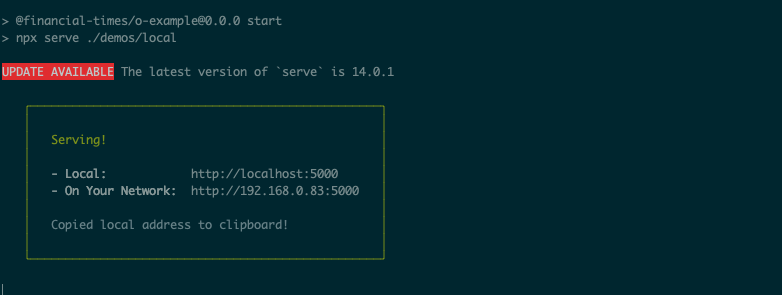 > @financial-times/o-example@0.0.0 start
> npx serve ./demos/local
UPDATE AVAILABLE The latest version of `serve` is 14.0.1
Serving!
- Local: http://localhost:5000
- On Your Network: http://192.168.0.83:5000
Copied local address to clipboard!